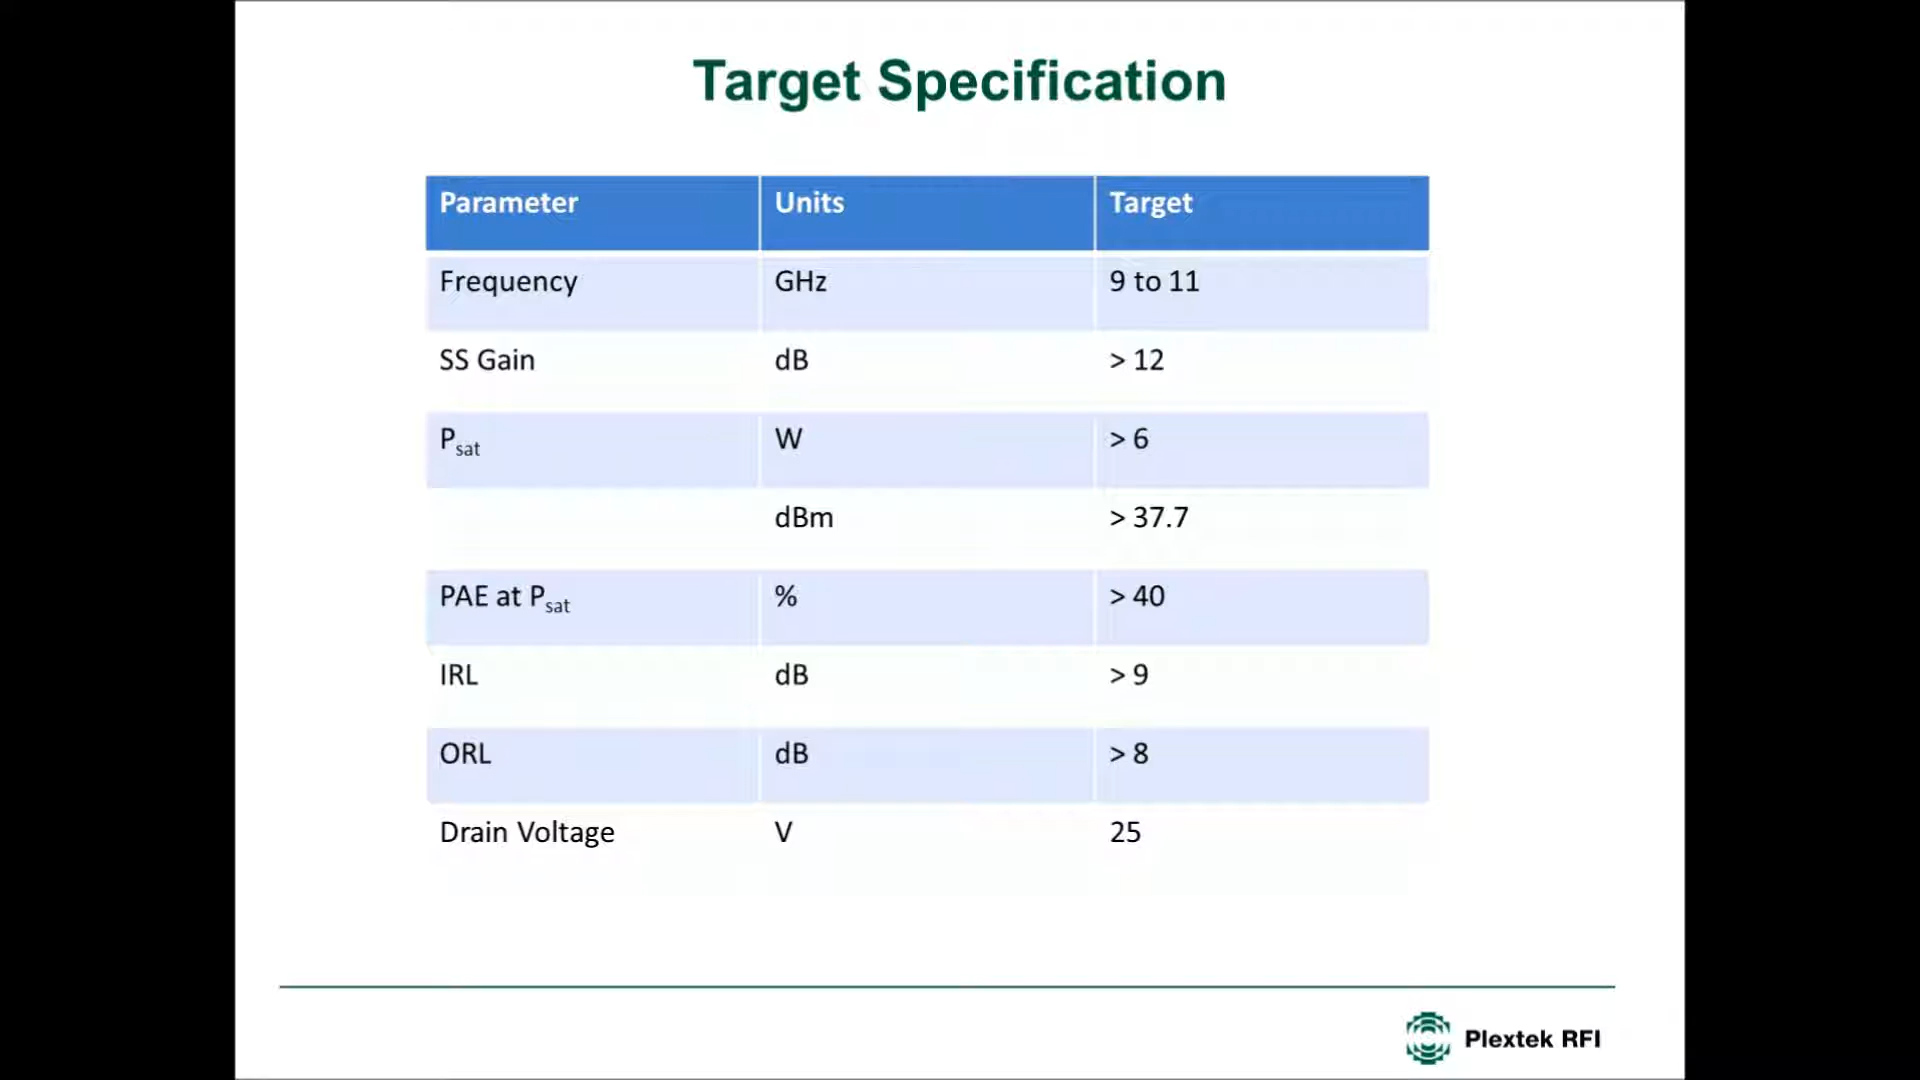 Target Specification
Parameter Units Target
Frequency GHz 9 to 11
SS Gain dB > 12
Psat W > 6
dBm > 37.7
PAE at Psat % > 40
IRL dB > 9
ORL dB > 8
Drain Voltage V 25
Plextek RFI